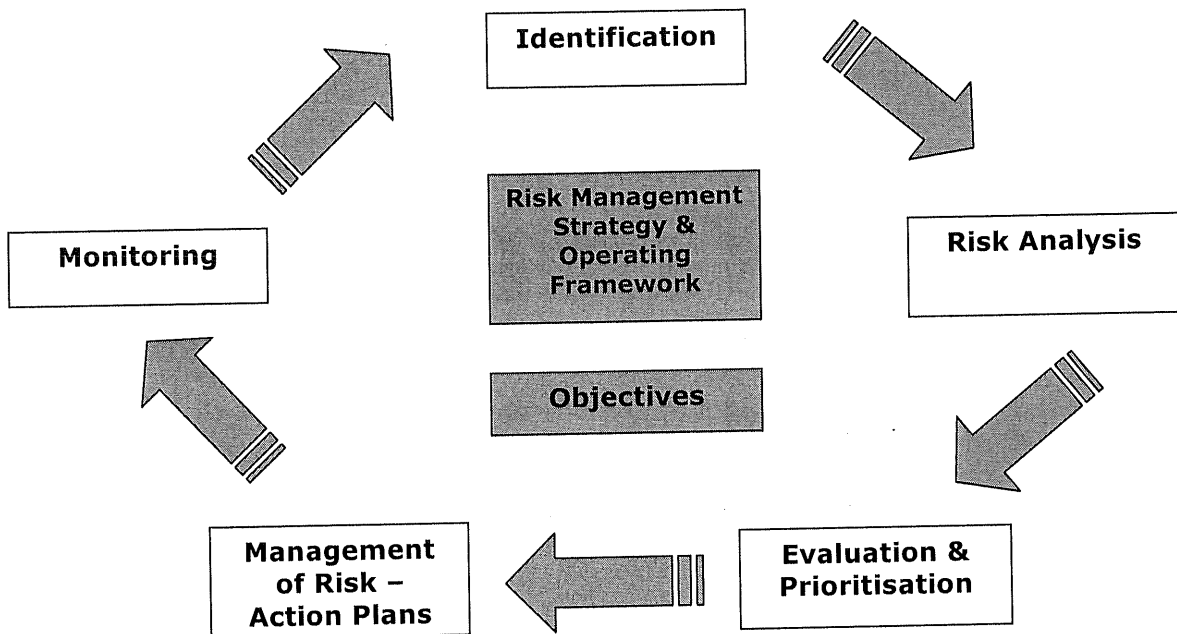 Identification
Risk Management
Strategy &
Operating
Framework
Monitoring
Risk Analysis
Objectives
Management
of Risk –
Action Plans
Evaluation &
Prioritisation